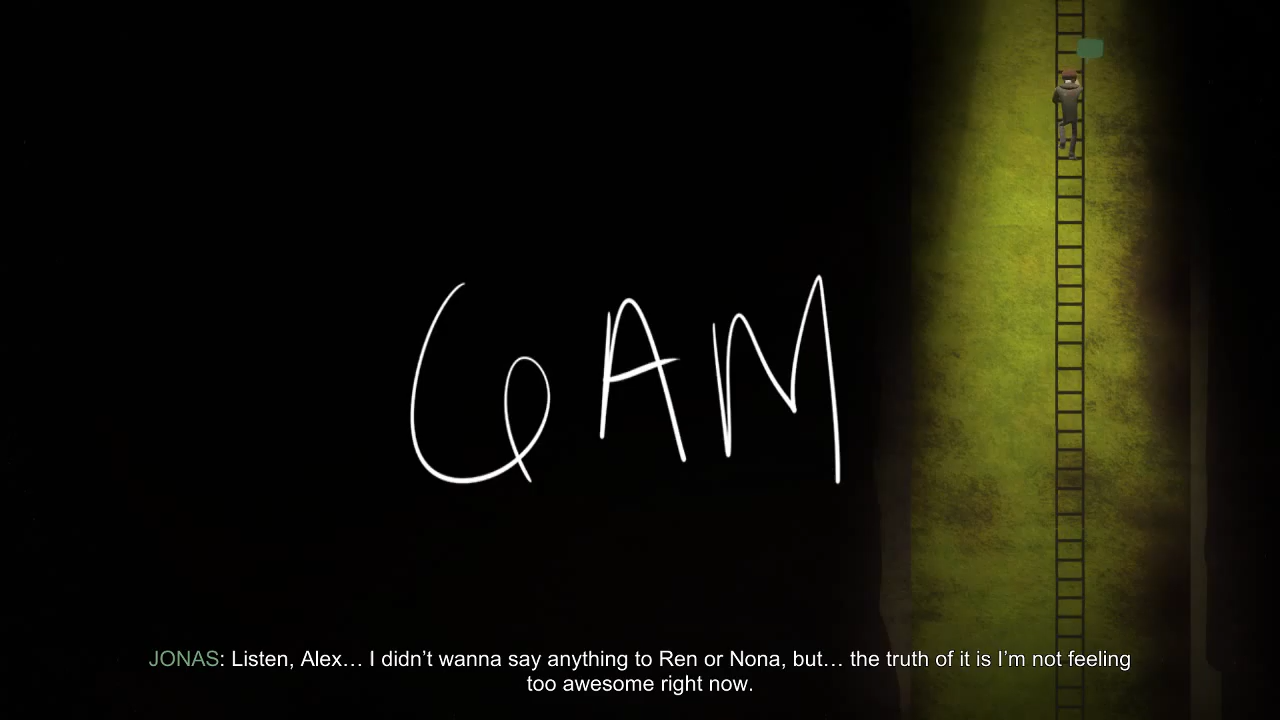 6AM
JONAS: Listen, Alex… I didn’t wanna say anything to Ren or Nona, but… the truth of it is I’m not feeling
too awesome right now.